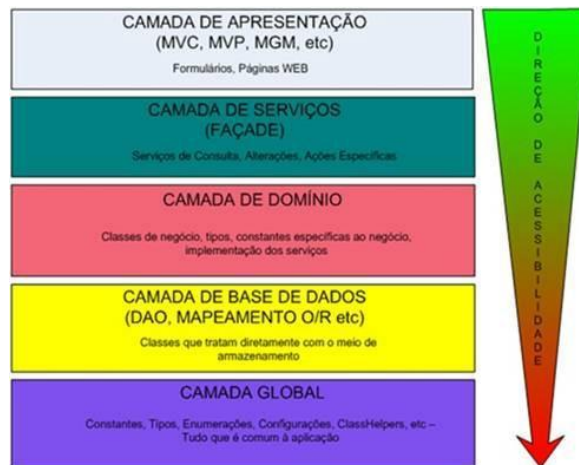 CAMADA DE APRESENTAÇÃO
(MVC, MVP, MGM, etc)
Formulários, Páginas WEB
CAMADA DE SERVIÇOS
(FAÇADE)
Serviços de Consulta, Alterações, Ações Específicas
CAMADA DE DOMÍNIO
Classes de negócio, tipos, constantes específicas ao negócio,
implementação dos serviços
CAMADA DE BASE DE DADOS
(DAO, MAPEAMENTO O/R etc)
Classes que tratam diretamente com o meio de
armazenamento
CAMADA GLOBAL
Constantes, Tipos, Enumerações, Configurações, ClassHelpers, etc –
Tudo que é comum à aplicação
DIREÇÃO DE ACESSIBILIDADE